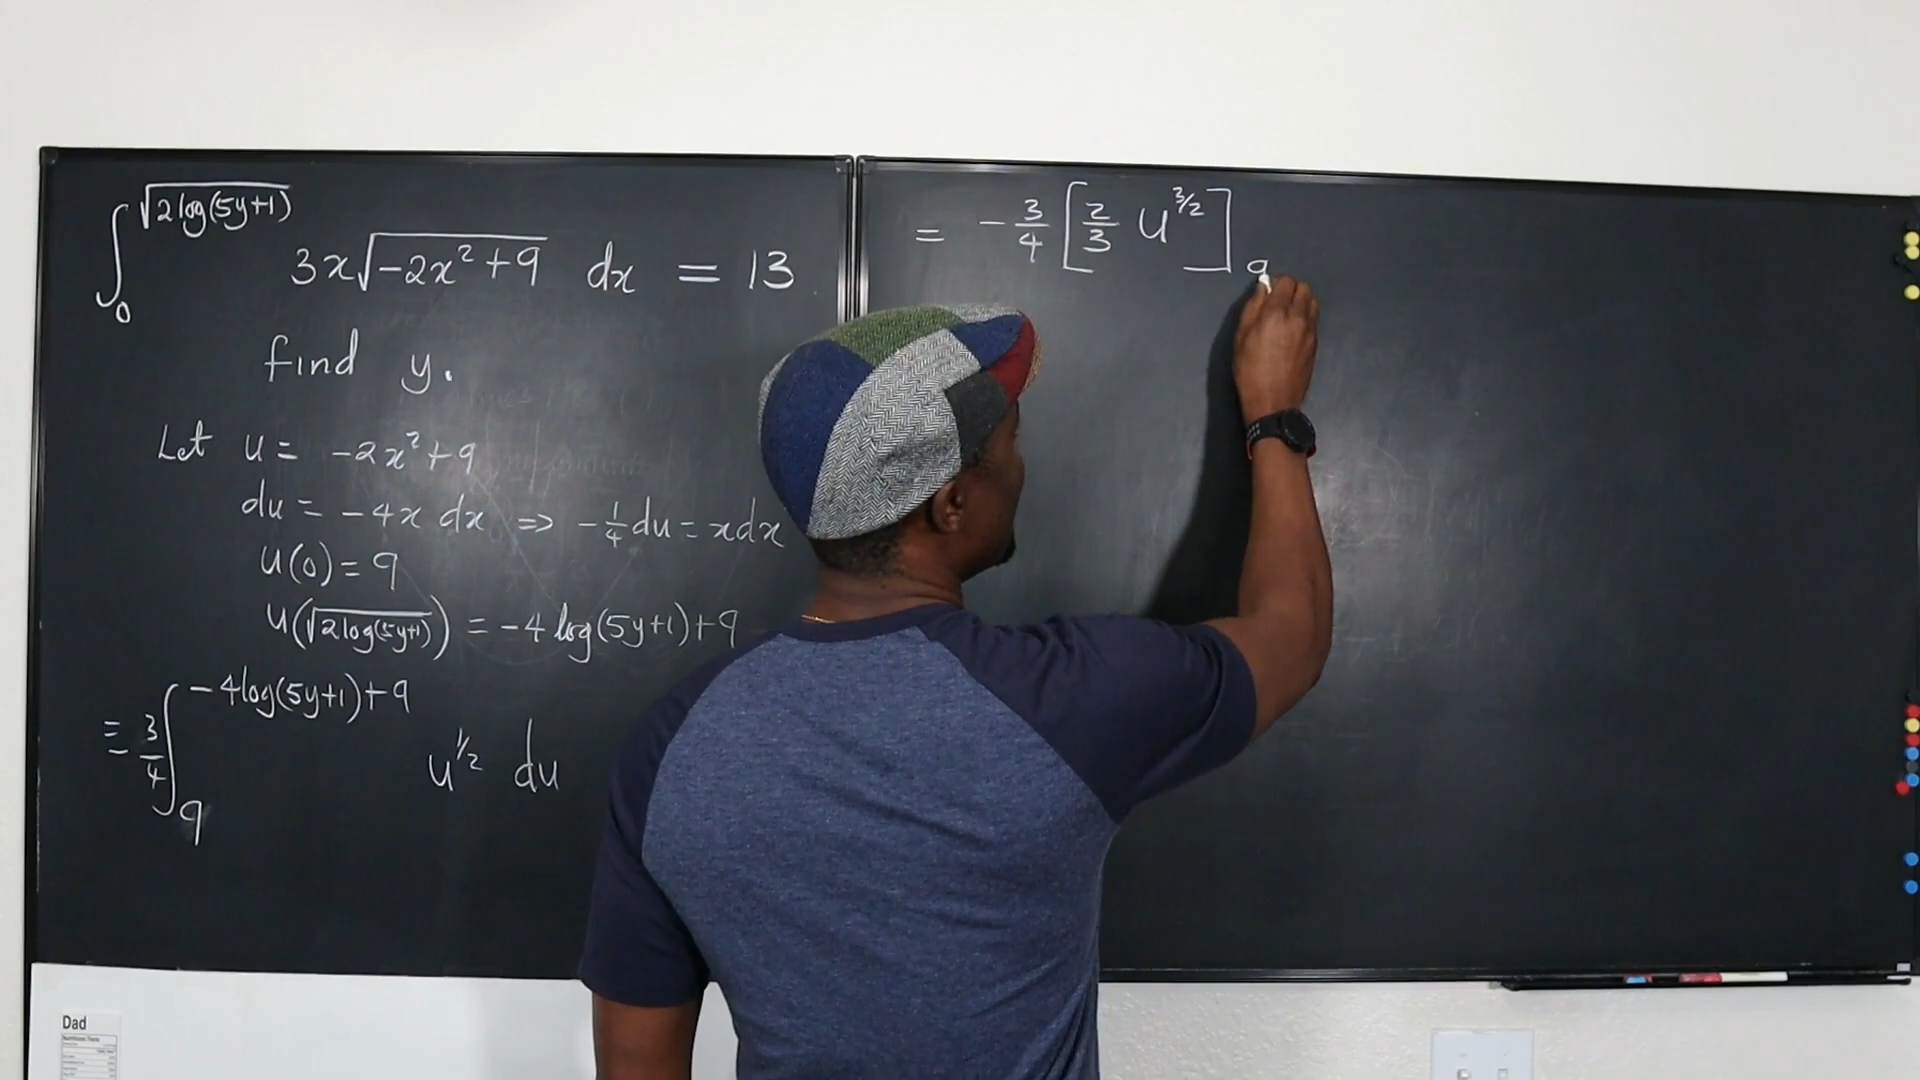 ∫₀^√(2log(5y+1)) 3x√(-2x²+9) dx = 13
find y.
Let u = -2x²+9
du = -4x dx => -1/4 du = xdx
u(0) = 9
u(√(2log(5y+1))) = -4 log(5y+1)+9
= 3/4 ∫₉^(-4log(5y+1)+9) u^1/2 du
= -3/4 [2/3 u^3/2]₉
Dad